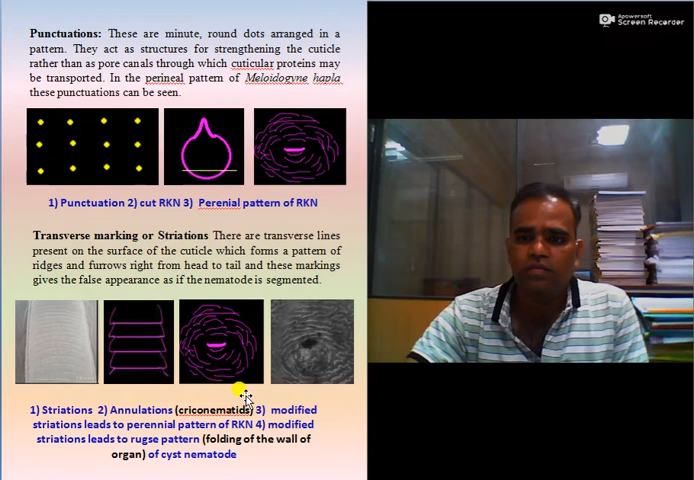 Apowersoft
Screen Recorder
Punctuations: These are minute, round dots arranged in a
pattern. They act as structures for strengthening the cuticle
rather than as pore canals through which cuticular proteins may
be transported. In the perineal pattern of Meloidogyne hapla
these punctuations can be seen.
1) Punctuation 2) cut RKN 3) Perenial pattern of RKN
Transverse marking or Striations There are transverse lines
present on the surface of the cuticle which forms a pattern of
ridges and furrows right from head to tail and these markings
gives the false appearance as if the nematode is segmented.
1) Striations 2) Annulations (criconematids) 3) modified
striations leads to perennial pattern of RKN 4) modified
striations leads to rugse pattern (folding of the wall of
organ) of cyst nematode